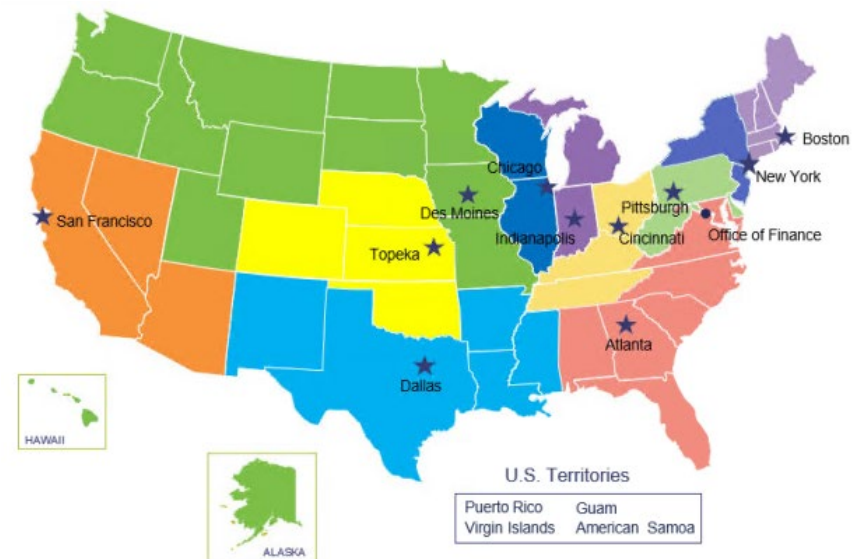 Boston
Chicago
New York
Des Moines
Pittsburgh
San Francisco
Indianapolis
Cincinnati
Office of Finance
Topeka
Atlanta
Dallas
HAWAII
ALASKA
U.S. Territories
Puerto Rico Guam
Virgin Islands American Samoa